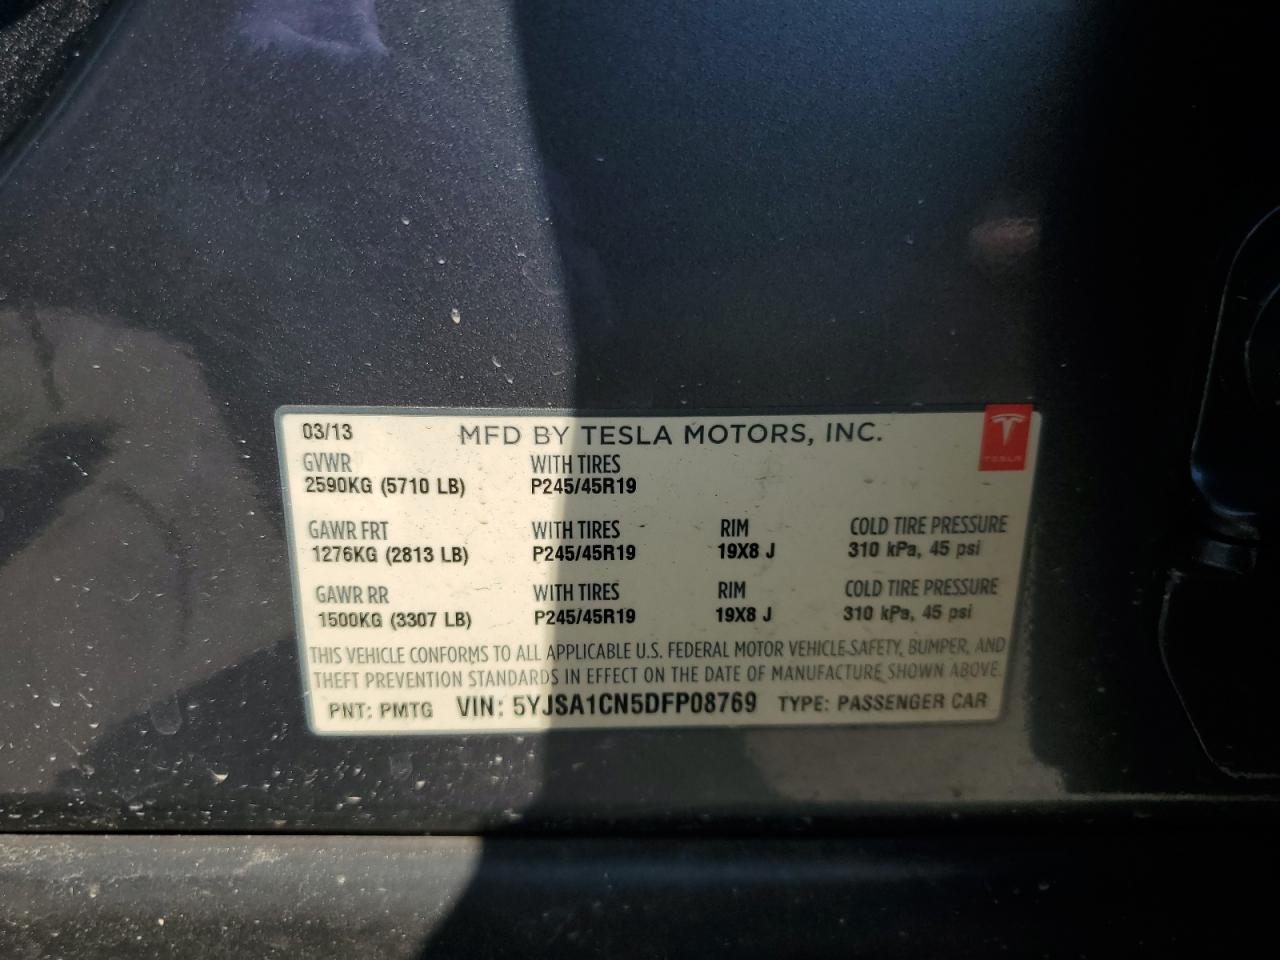 03/13 MFD BY TESLA MOTORS, INC.
TESLA
GVWR WITH TIRES
2590KG (5710 LB) P245/45R19
GAWR FRT WITH TIRES RIM COLD TIRE PRESSURE
1276KG (2813 LB) P245/45R19 19X8 J 310 kPa, 45 psi
GAWR RR WITH TIRES RIM COLD TIRE PRESSURE
1500KG (3307 LB) P245/45R19 19X8 J 310 kPa, 45 psi
THIS VEHICLE CONFORMS TO ALL APPLICABLE U.S. FEDERAL MOTOR VEHICLE SAFETY, BUMPER, AND
THEFT PREVENTION STANDARDS IN EFFECT ON THE DATE OF MANUFACTURE SHOWN ABOVE.
PNT: PMTG VIN: 5YJSA1CN5DFP08769 TYPE: PASSENGER CAR